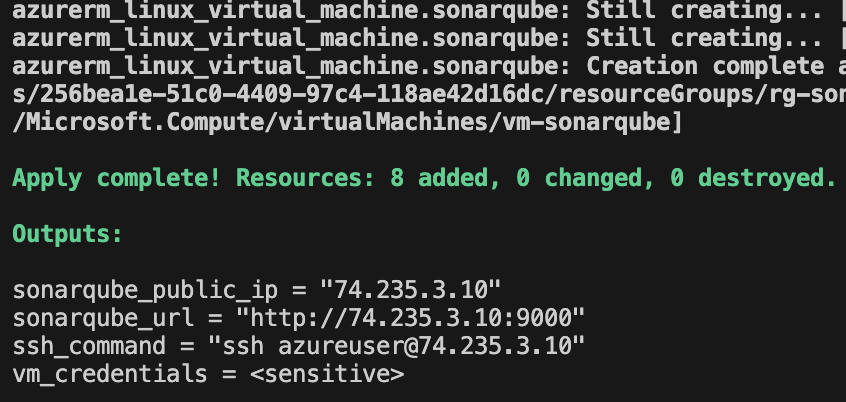 azurerm_linux_virtual_machine.sonarqube: Still creating... [
azurerm_linux_virtual_machine.sonarqube: Still creating... [
azurerm_linux_virtual_machine.sonarqube: Creation complete a
s/256bea1e-51c0-4409-97c4-118ae42d16dc/resourceGroups/rg-son
/Microsoft.Compute/virtualMachines/vm-sonarqube]
Apply complete! Resources: 8 added, 0 changed, 0 destroyed.
Outputs:
sonarqube_public_ip = "74.235.3.10"
sonarqube_url = "http://74.235.3.10:9000"
ssh_command = "ssh azureuser@74.235.3.10"
vm_credentials = <sensitive>